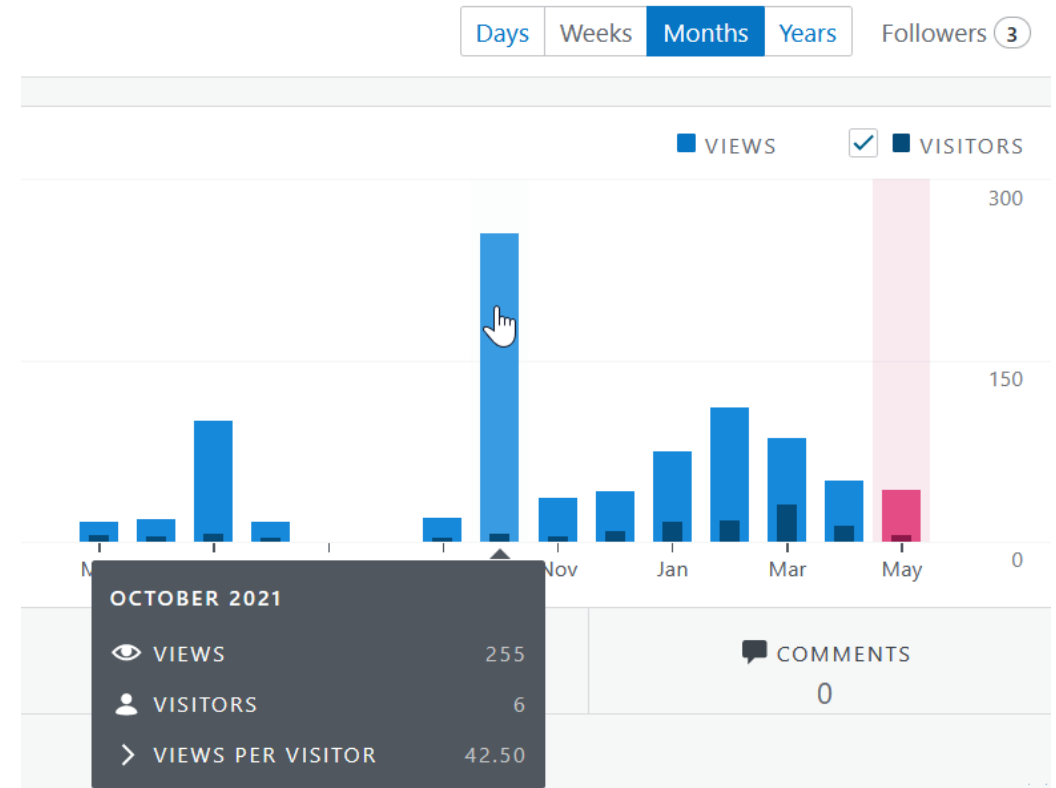 Days Weeks Months Years Followers 3
VIEWS VISITORS
300
150
0
Nov Jan Mar May
OCTOBER 2021
VIEWS 255
VISITORS 6
VIEWS PER VISITOR 42.50
COMMENTS
0